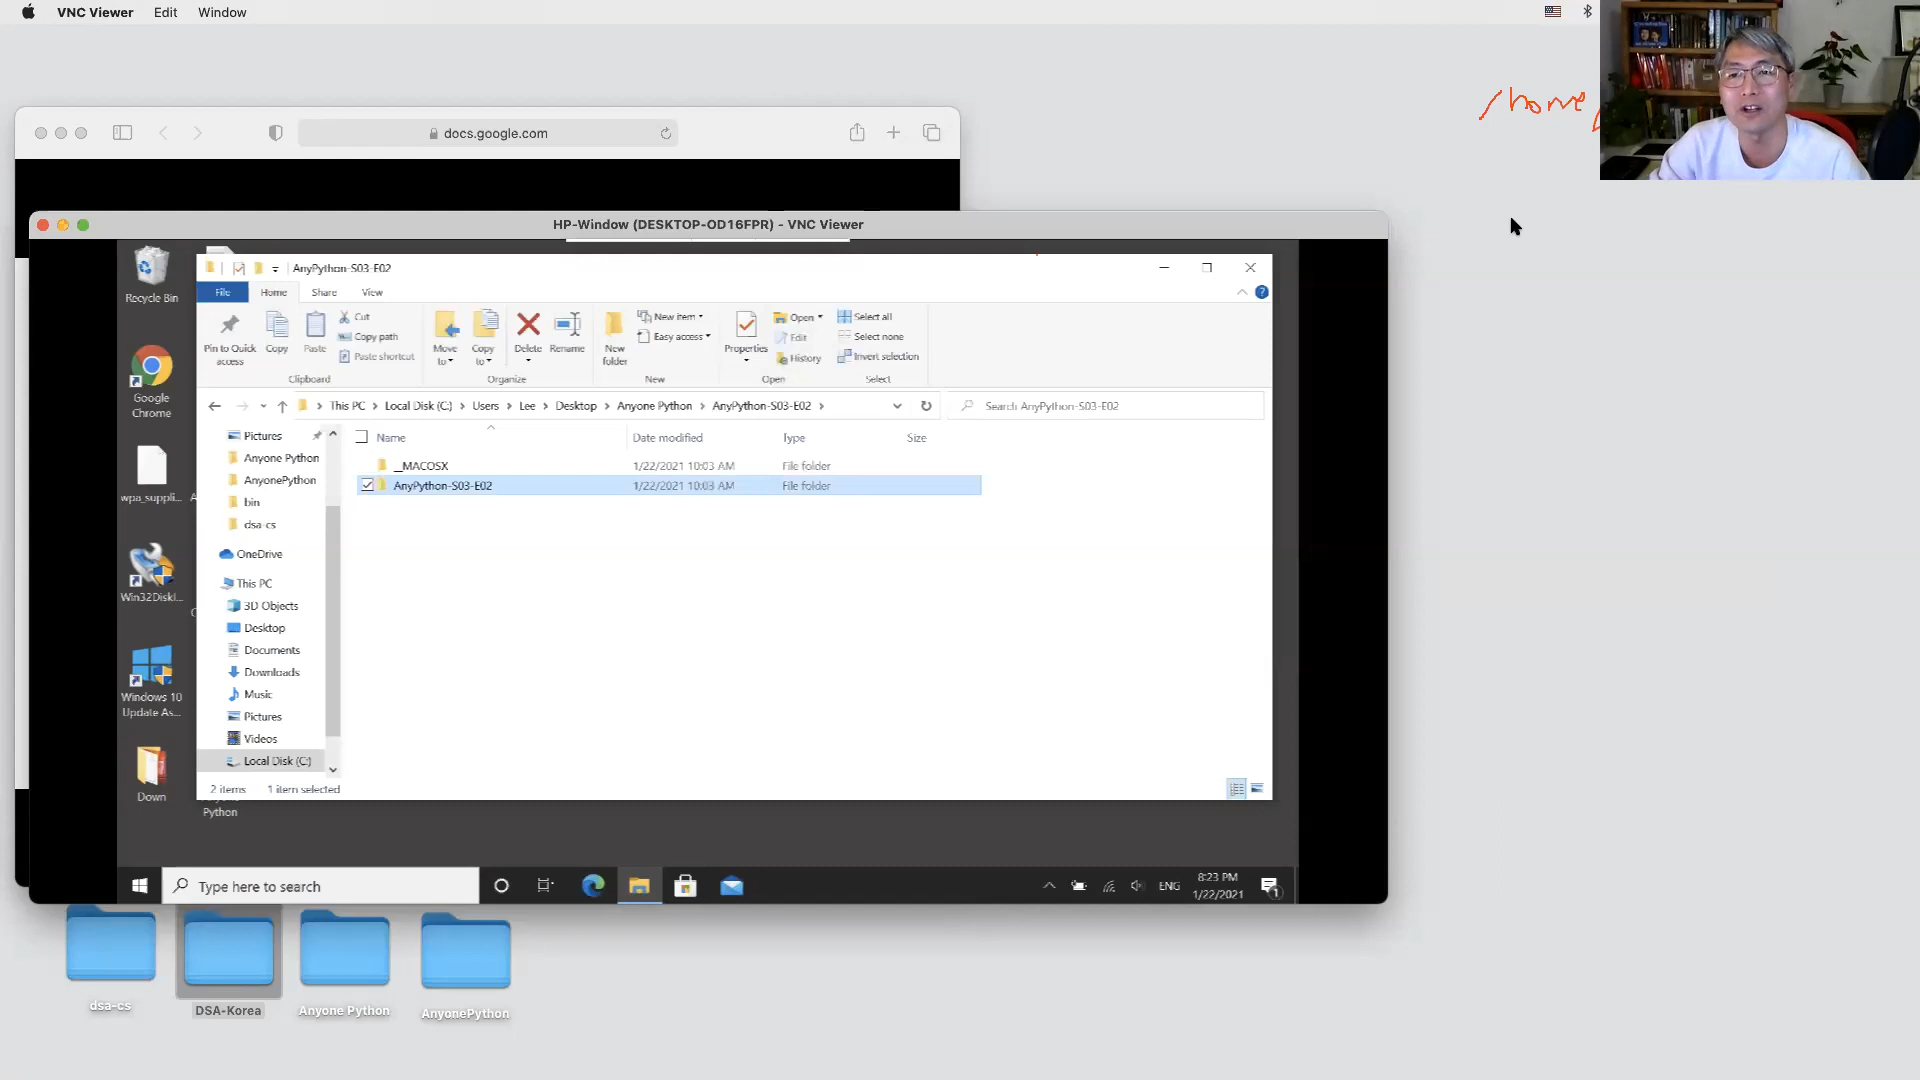 VNC Viewer Edit Window
/home
docs.google.com
HP-Window (DESKTOP-OD16FPR) - VNC Viewer
AnyPython-S03-E02
File Home Share View
Pin to Quick access
Copy
Paste
Cut
Copy path
Paste shortcut
Clipboard
Move to
Copy to
Delete
Rename
Organize
New folder
New item
Easy access
New
Properties
Open
Edit
History
Open
Select all
Select none
Invert selection
Select
This PC > Local Disk (C:) > Users > Lee > Desktop > Anyone Python > AnyPython-S03-E02 >
Search AnyPython-S03-E02
Name Date modified Type Size
__MACOSX 1/22/2021 10:03 AM File folder
AnyPython-S03-E02 1/22/2021 10:03 AM File folder
Pictures
Anyone Python
AnyonePython
bin
dsa-cs
OneDrive
This PC
3D Objects
Desktop
Documents
Downloads
Music
Pictures
Videos
Local Disk (C:)
2 items 1 item selected
Recycle Bin
Google Chrome
wpa_suppli...
Win32DiskI...
Windows 10 Update As...
Down
Python
Type here to search
ENG
8:23 PM
1/22/2021
1
dsa-cs
DSA-Korea
Anyone Python
AnyonePython